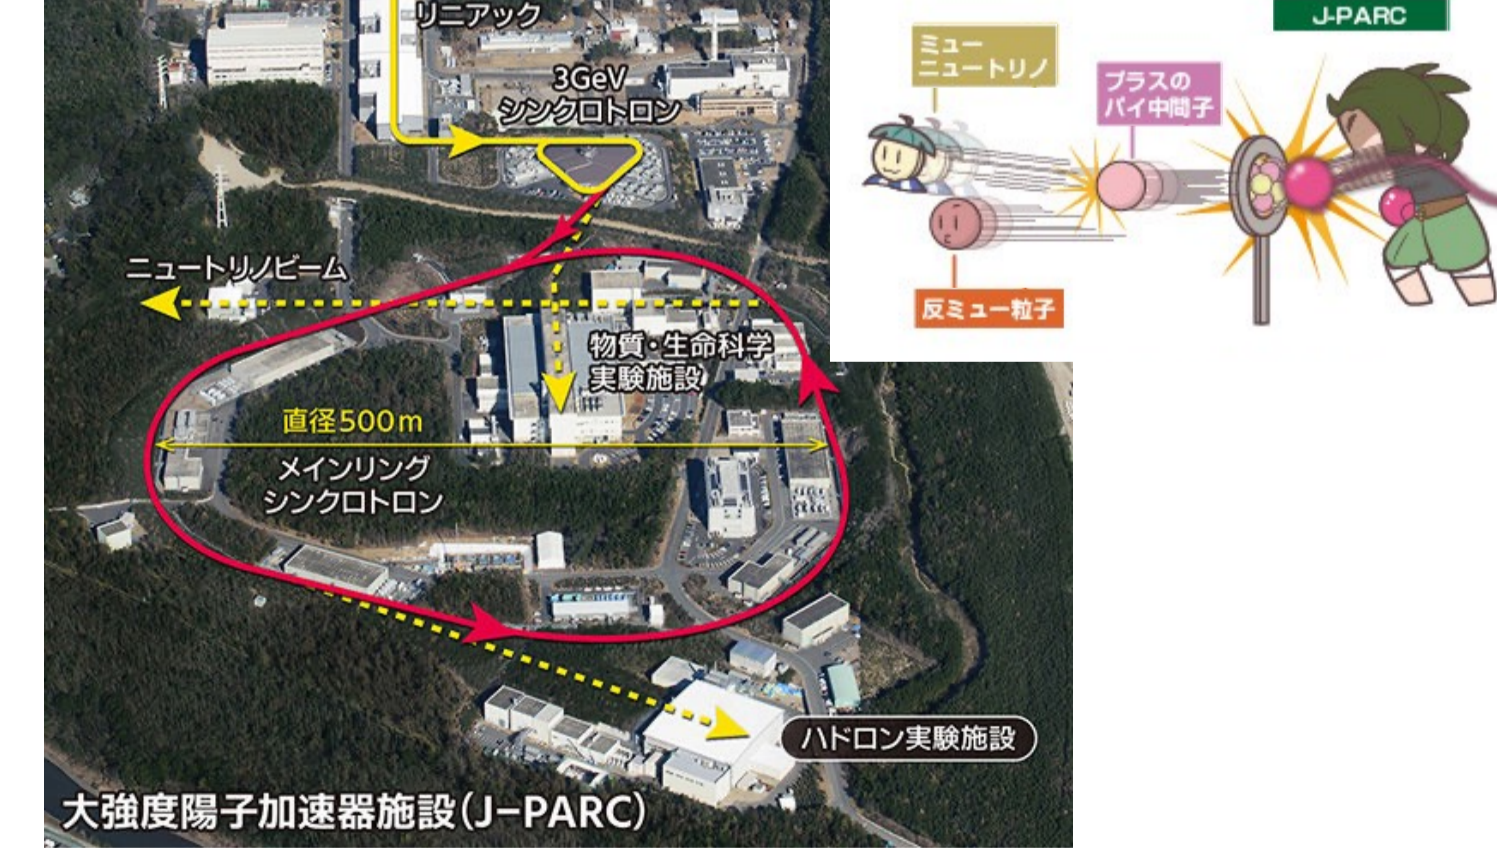 リニアック
3GeV
シンクロトロン
ニュートリノビーム
物質・生命科学
実験施設
直径500m
メインリング
シンクロトロン
ハドロン実験施設
大強度陽子加速器施設(J-PARC)
J-PARC
ミュー
ニュートリノ
プラスの
パイ中間子
反ミュー粒子